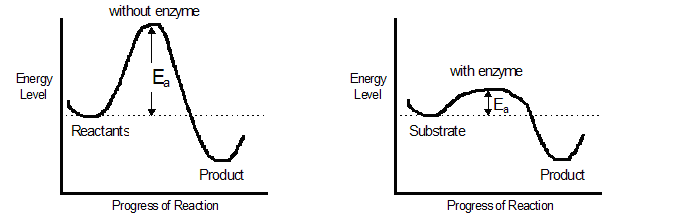 without enzyme
Energy
Level
Ea
Reactants
Product
Progress of Reaction
with enzyme
Energy
Level
Ea
Substrate
Product
Progress of Reaction